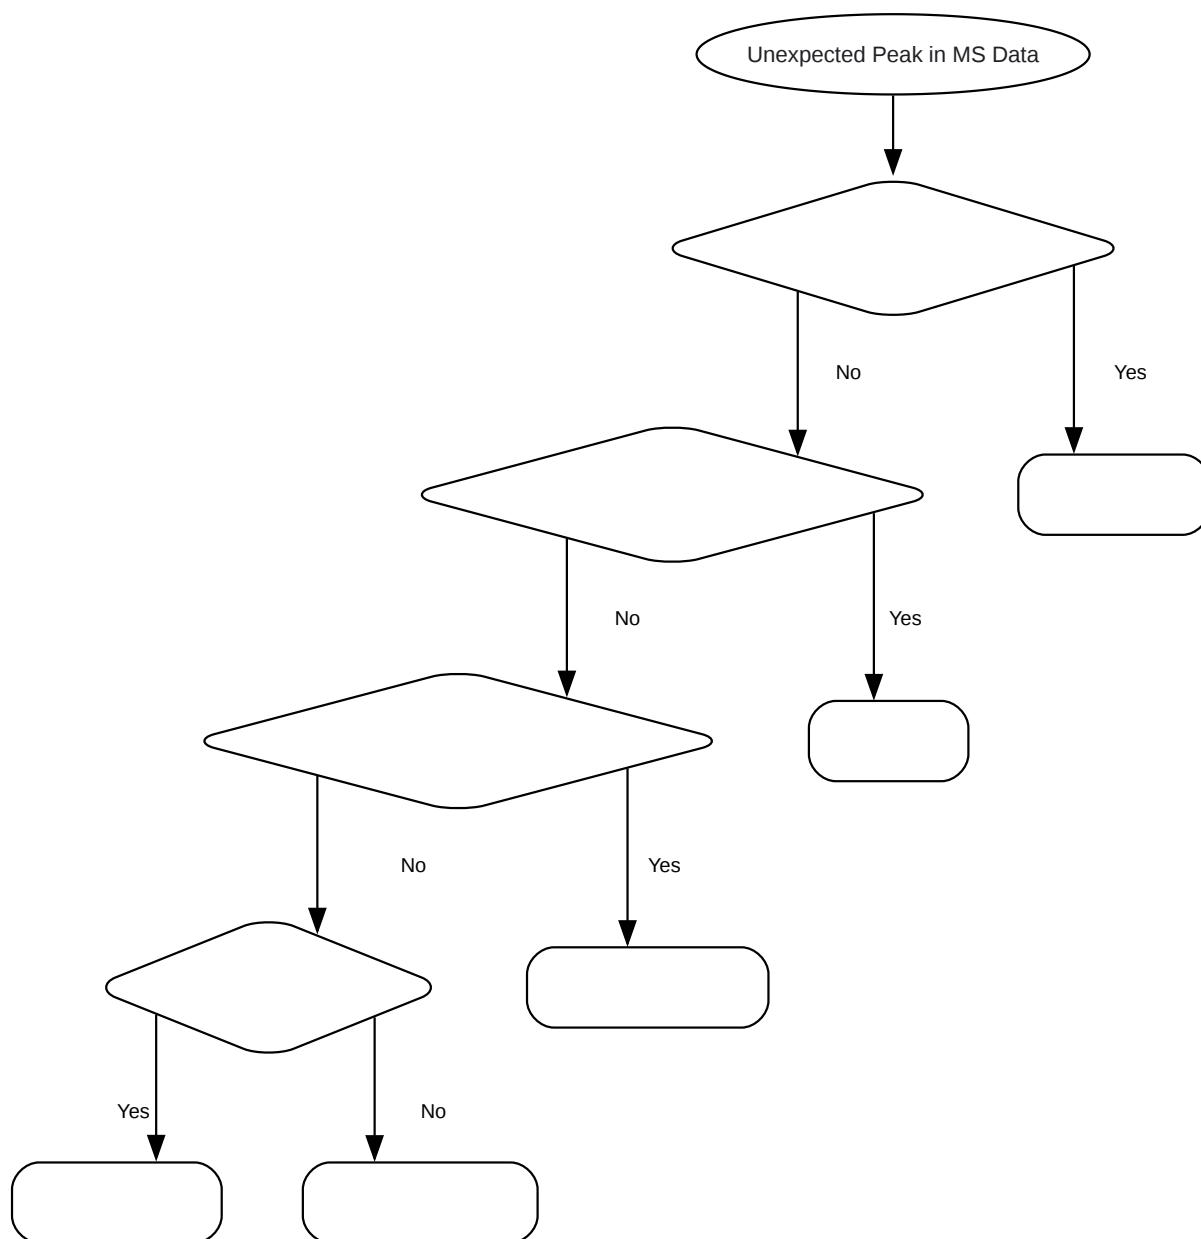 Unexpected Peak in MS Data
No
Yes
No
Yes
No
Yes
Yes
No